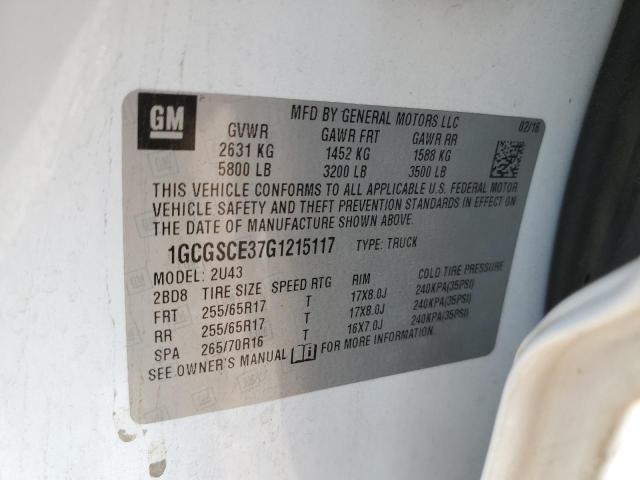 GM
MFD BY GENERAL MOTORS LLC 02/16
GVWR GAWR FRT GAWR RR
2631 KG 1452 KG 1588 KG
5800 LB 3200 LB 3500 LB
THIS VEHICLE CONFORMS TO ALL APPLICABLE U.S. FEDERAL MOTOR
VEHICLE SAFETY AND THEFT PREVENTION STANDARDS IN EFFECT ON
THE DATE OF MANUFACTURE SHOWN ABOVE.
1GCGSCE37G1215117 TYPE: TRUCK
MODEL: 2U43
2BD8 TIRE SIZE SPEED RTG RIM COLD TIRE PRESSURE
FRT 255/65R17 T 17X8.0J 240KPA(35PSI)
RR 255/65R17 T 17X8.0J 240KPA(35PSI)
SPA 265/70R16 T 16X7.0J 240KPA(35PSI)
SEE OWNER'S MANUAL FOR MORE INFORMATION.